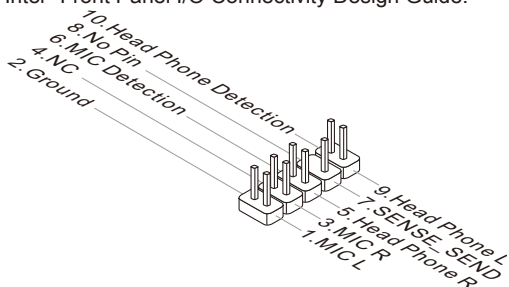 Intel® Front Panel I/O Connectivity Design Guide.
10.Head Phone Detection
8.No Pin
6.MIC Detection
4.NC
2.Ground
9.Head Phone L
7.SENSE_SEND
5.Head Phone R
3.MIC R
1.MIC L